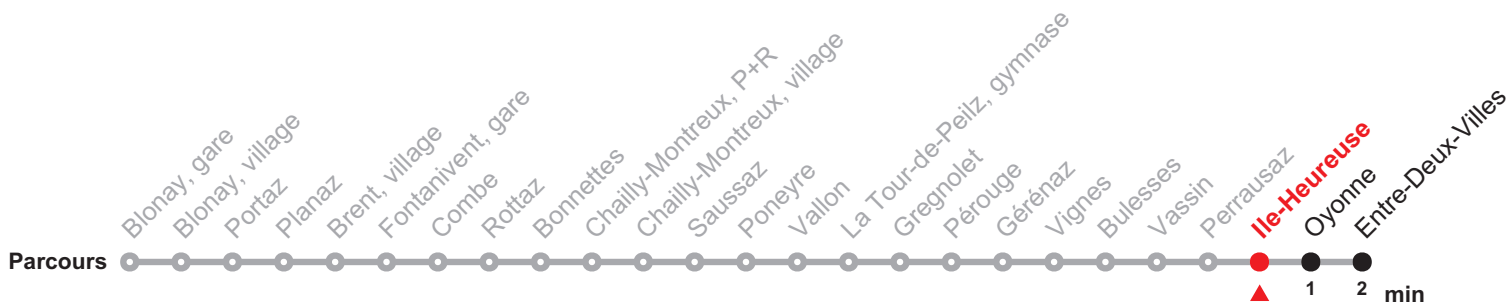 Blonay, gare
Blonay, village
Portaz
Planaz
Brent, village
Fontanivent, gare
Combe
Rottaz
Bonnettes
Chailly-Montreux, P+R
Chailly-Montreux, village
Saussaz
Poneyre
Vallon
La Tour-de-Peilz, gymnase
Gregnolet
Pérouge
Gérénaz
Vignes
Bulesses
Vassin
Perrausaz
Ile-Heureuse
Oyonne
Entre-Deux-Villes
Parcours
1 2 min